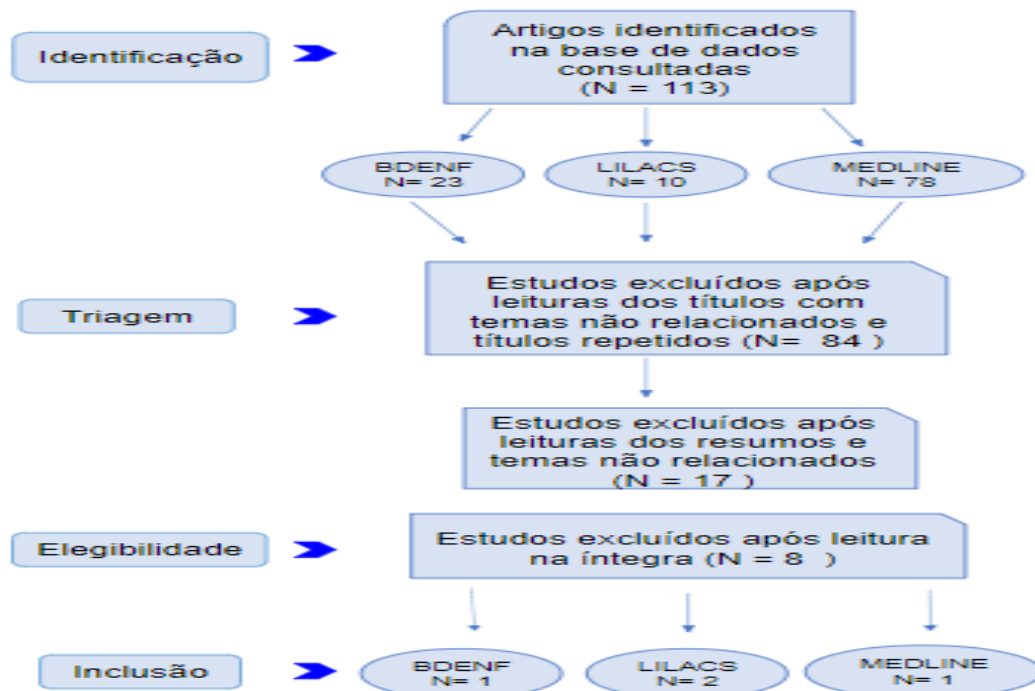 Identificação
Artigos identificados
na base de dados
consultadas
(N = 113)
BDENF
N= 23
LILACS
N= 10
MEDLINE
N= 78
Triagem
Estudos excluídos após
leituras dos títulos com
temas não relacionados e
títulos repetidos (N= 84 )
Estudos excluídos após
leituras dos resumos e
temas não relacionados
(N = 17 )
Elegibilidade
Estudos excluídos após leitura
na íntegra (N = 8 )
Inclusão
BDENF
N= 1
LILACS
N= 2
MEDLINE
N= 1